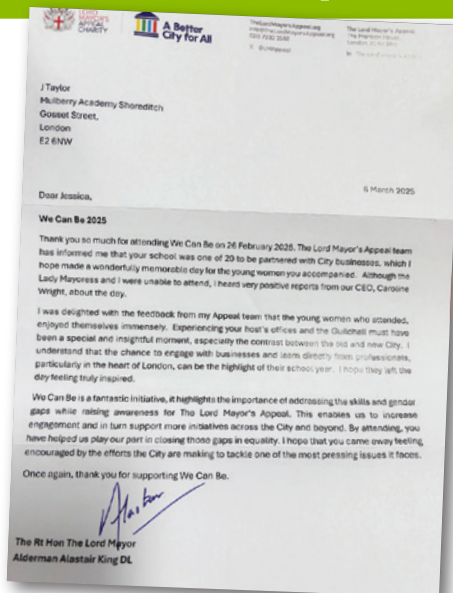 LORD
MAYOR'S
APPEAL
CHARITY
A Better
City for All
TheLordMayorsAppeal.org
The Lord Mayor's Appeal
The Mansion House
J Taylor
Mulberry Academy Shoreditch
Gosset Street,
London
E2 6NW
6 March 2025
Dear Jessica,
We Can Be 2025
Thank you so much for attending We Can Be on 26 February 2025. The Lord Mayor's Appeal team
has informed me that your school was one of 20 to be partnered with City businesses, which I
hope made a wonderfully memorable day for the young women you accompanied. Although the
Lady Mayoress and I were unable to attend, I heard very positive reports from our CEO, Caroline
Wright, about the day.
I was delighted with the feedback from my Appeal team that the young women who attended,
enjoyed themselves immensely. Experiencing your host's offices and the Guildhall must have
been a special and insightful moment, especially the contrast between the old and new City. I
understand that the chance to engage with businesses and learn directly from professionals,
particularly in the heart of London, can be the highlight of their school year. I hope they left the
day feeling truly inspired.
We Can Be is a fantastic initiative, it highlights the importance of addressing the skills and gender
gaps while raising awareness for The Lord Mayor's Appeal. This enables us to increase
engagement and in turn support more initiatives across the City and beyond. By attending, you
have helped us play our part in closing those gaps in equality. I hope that you came away feeling
encouraged by the efforts the City are making to tackle one of the most pressing issues it faces.
Once again, thank you for supporting We Can Be.
Alastair
The Rt Hon The Lord Mayor
Alderman Alastair King DL